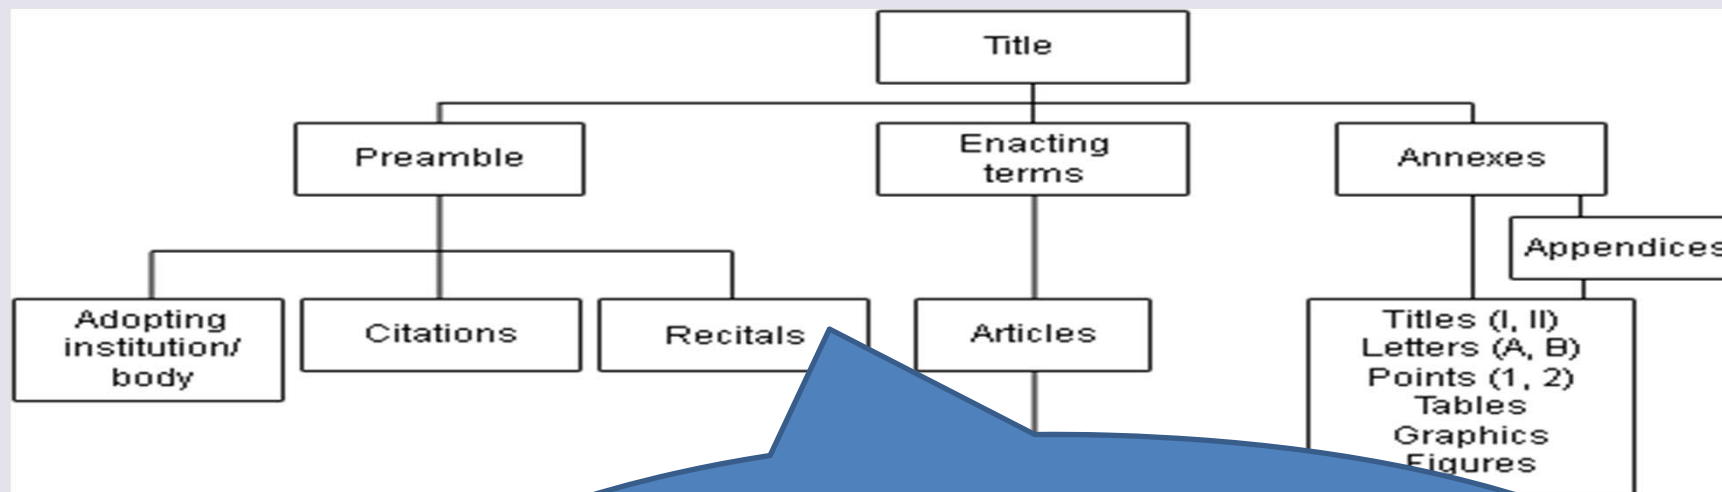 Title
Preamble
Enacting
terms
Annexes
Appendices
Adopting
institution/
body
Citations
Recitals
Articles
Titles (I, II)
Letters (A, B)
Points (1, 2)
Tables
Graphics
Figures